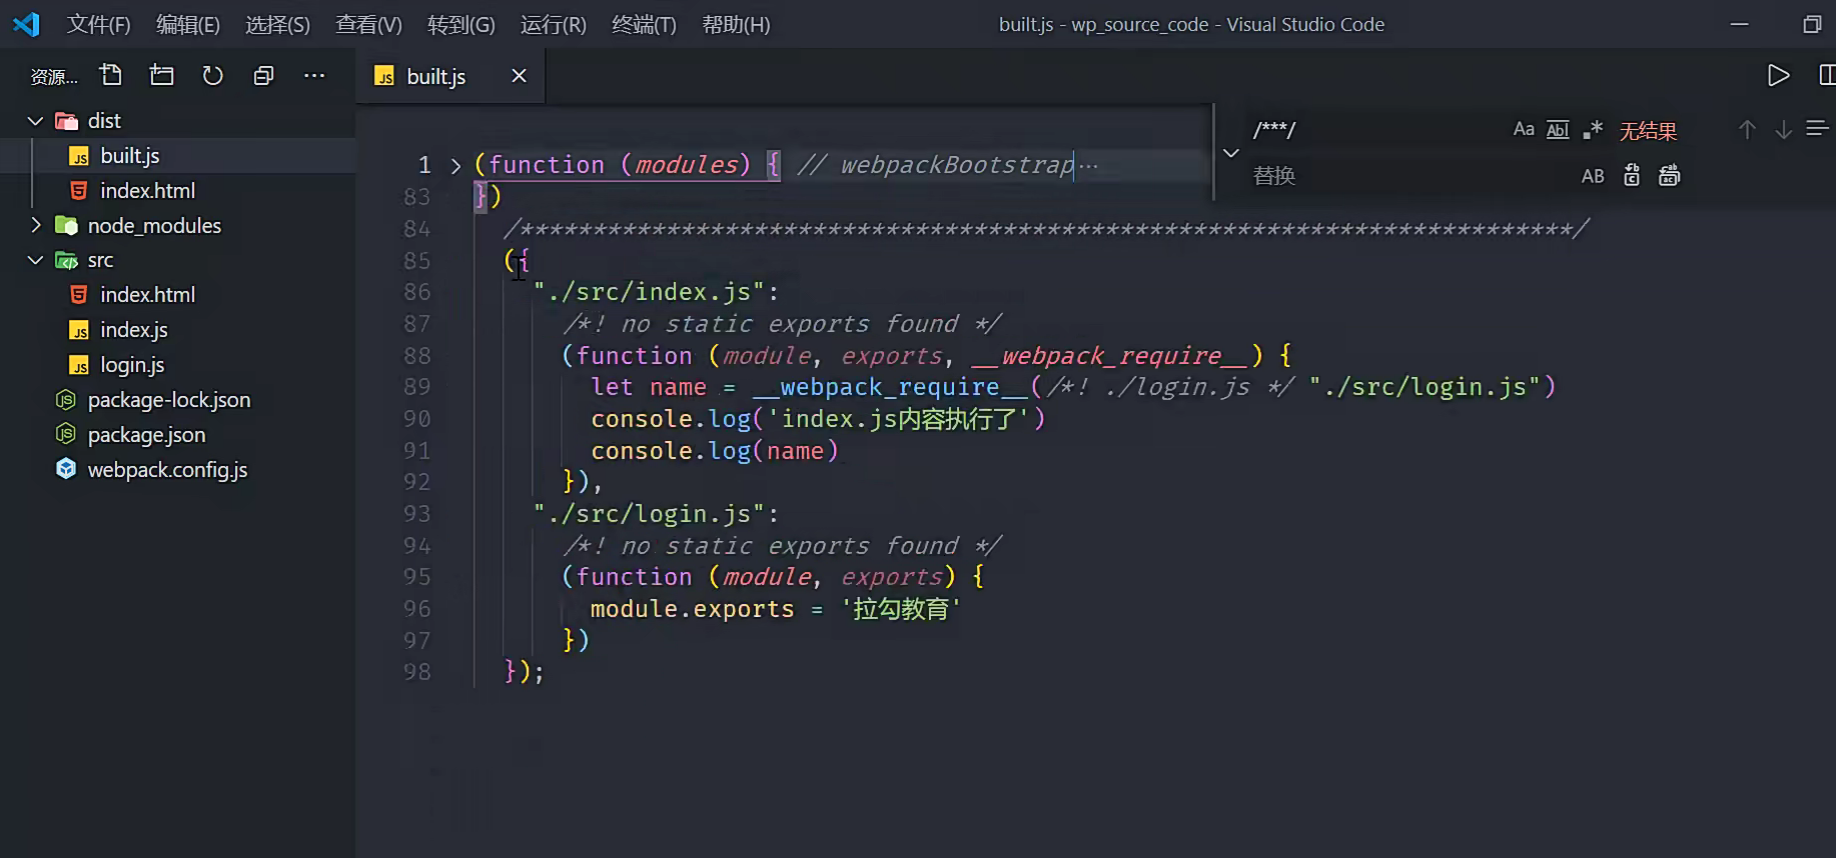 文件(F) 编辑(E) 选择(S) 查看(V) 转到(G) 运行(R) 终端(T) 帮助(H) built.js - wp_source_code - Visual Studio Code
资源...
JS built.js
dist
JS built.js
index.html
node_modules
src
index.html
JS index.js
JS login.js
package-lock.json
package.json
webpack.config.js
/***/ Aa Abl .* 无结果
替换 AB
1 (function (modules) { // webpackBootstrap···
83 })
84 /************************************************************************/
85 ({
86 "./src/index.js":
87 /*! no static exports found */
88 (function (module, exports, __webpack_require__) {
89 let name = __webpack_require__(/*! ./login.js */ "./src/login.js")
90 console.log('index.js内容执行了')
91 console.log(name)
92 }),
93 "./src/login.js":
94 /*! no static exports found */
95 (function (module, exports) {
96 module.exports = '拉勾教育'
97 })
98 });